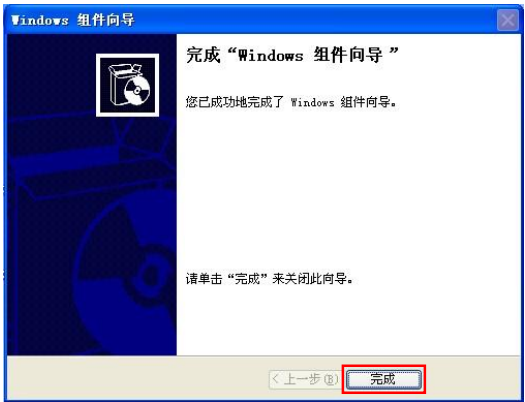 Windows 组件向导
完成“Windows 组件向导”
您已成功地完成了 Windows 组件向导。
请单击“完成”来关闭此向导。
<上一步(B)
完成